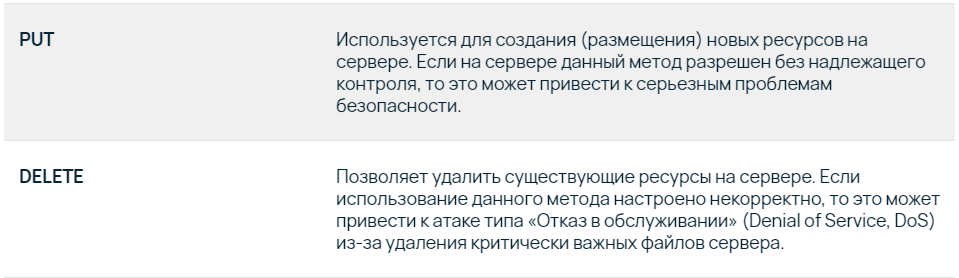 PUT
Используется для создания (размещения) новых ресурсов на
сервере. Если на сервере данный метод разрешен без надлежащего
контроля, то это может привести к серьезным проблемам
безопасности.
DELETE
Позволяет удалить существующие ресурсы на сервере. Если
использование данного метода настроено некорректно, то это может
привести к атаке типа «Отказ в обслуживании» (Denial of Service, DoS)
из-за удаления критически важных файлов сервера.